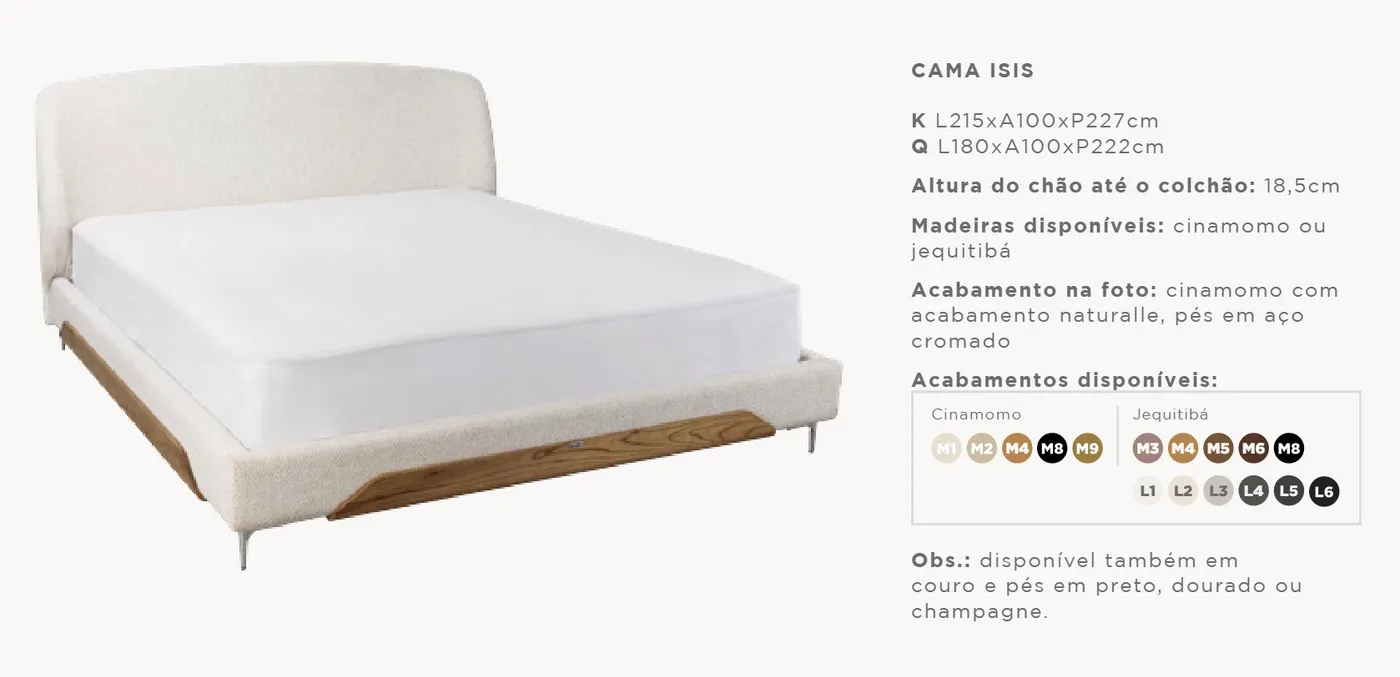 CAMA ISIS
K L215xA100xP227cm
Q L180xA100xP222cm
Altura do chão até o colchão: 18,5cm
Madeiras disponíveis: cinamomo ou
jequitibá
Acabamento na foto: cinamomo com
acabamento naturalle, pés em aço
cromado
Acabamentos disponíveis:
Cinamomo
M1 M2 M4 M8 M9
Jequitibá
M3 M4 M5 M6 M8
L1 L2 L3 L4 L5 L6
Obs.: disponível também em
couro e pés em preto, dourado ou
champagne.